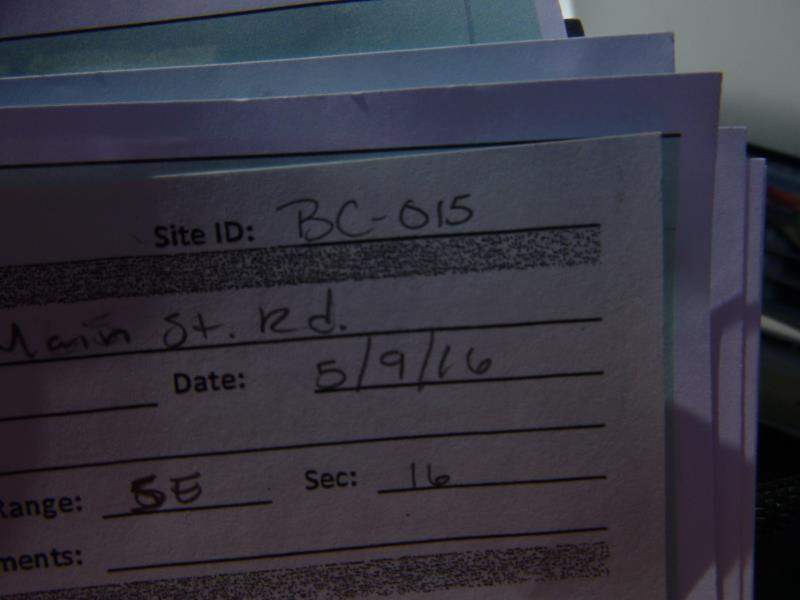 Site ID: BC-015
Main St. Rd.
Date: 5/9/16
Range: 5E Sec: 16
ments: